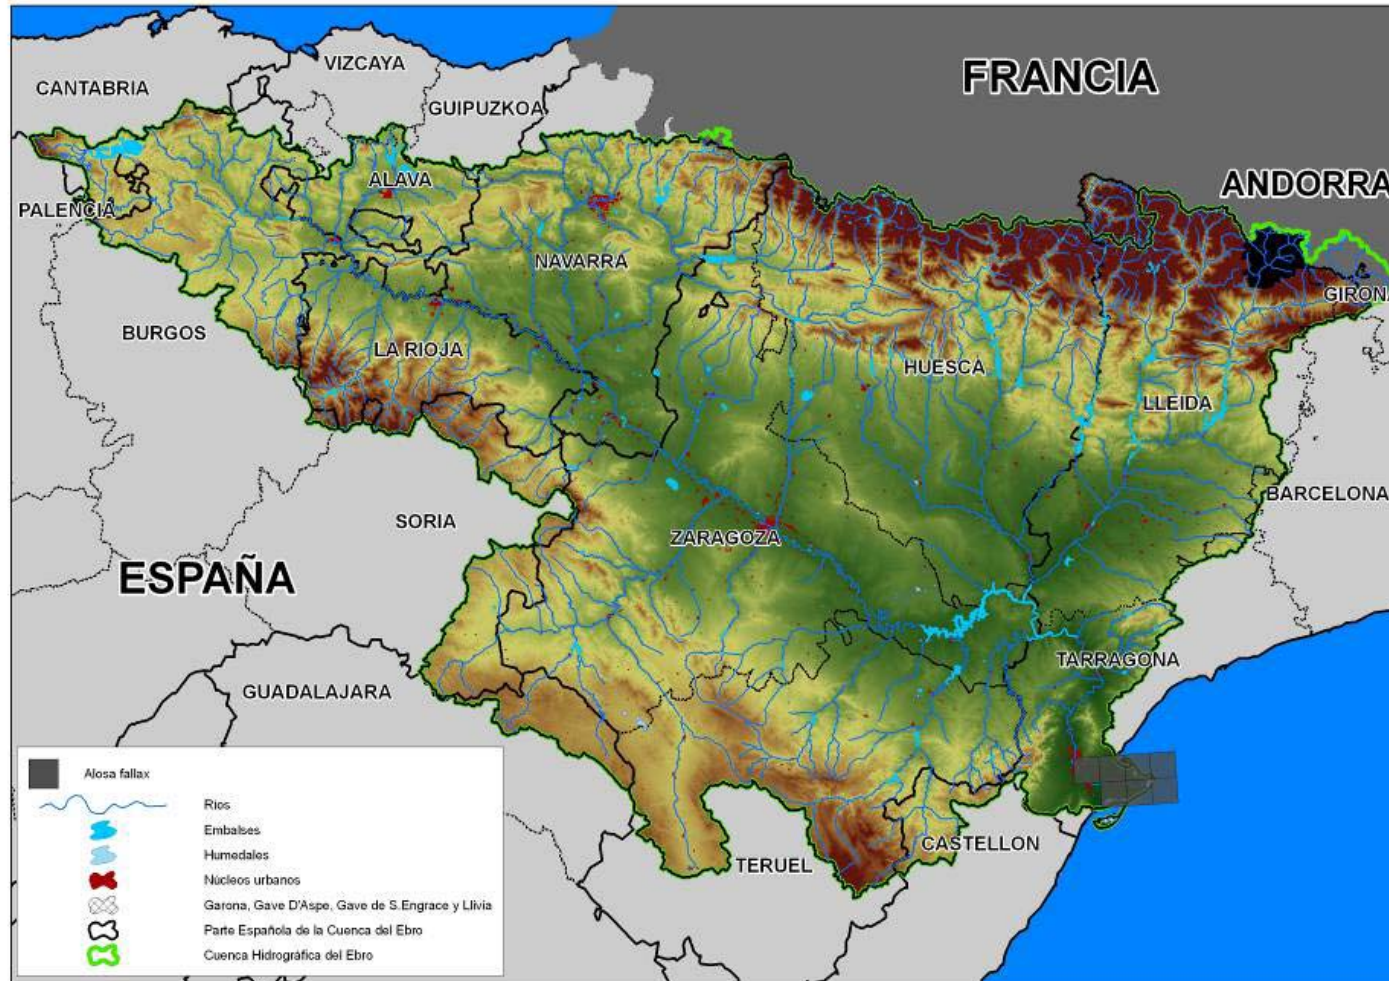 FRANCIA
VIZCAYA
CANTABRIA
GUIPUZKOA
ANDORRA
ALAVA
PALENCIA
NAVARRA
GIRON
BURGOS
LA RIOJA
HUESCA
LLEIDA
BARCELONA
SORIA
ZARAGOZA
ESPAÑA
TARRAGONA
GUADALAJARA
CASTELLON
TERUEL
Alosa fallax
Rios
Embalses
Humedales
Núcleos urbanos
Garona, Gave D'Aspe, Gave de S.Engrace y Llivia
Parte Española de la Cuenca del Ebro
Cuenca Hidrográfica del Ebro